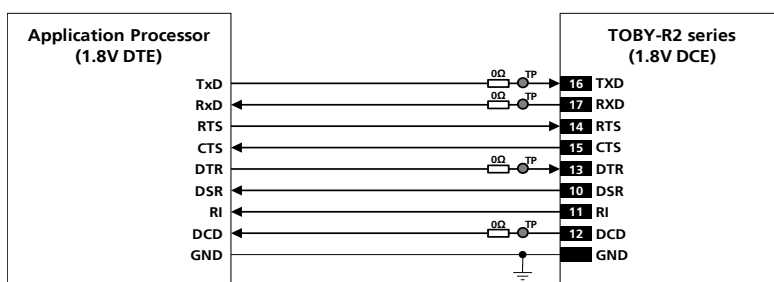 Application Processor
(1.8V DTE)
TOBY-R2 series
(1.8V DCE)
TxD 0Ω TP 16 TXD
RxD 0Ω TP 17 RXD
RTS 14 RTS
CTS 15 CTS
DTR 0Ω TP 13 DTR
DSR 10 DSR
RI 11 RI
DCD 0Ω TP 12 DCD
GND GND